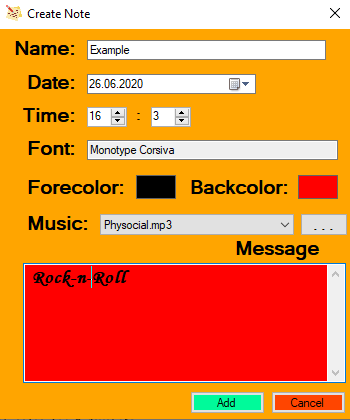 Create Note
Name: Example
Date: 26.06.2020
Time: 16 : 3
Font: Monotype Corsiva
Forecolor: Backcolor:
Music: Physocial.mp3 . . .
Message
Rock-n-Roll
Add Cancel